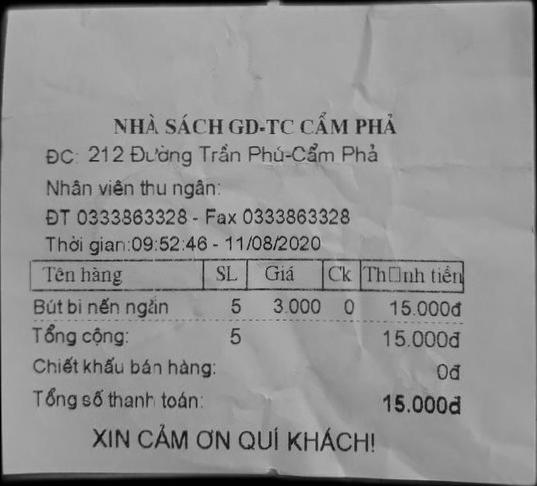 NHÀ SÁCH GD-TC CẨM PHẢ
ĐC: 212 Đường Trần Phú-Cẩm Phả
Nhân viên thu ngân:
ĐT 0333863328 - Fax 0333863328
Thời gian:09:52:46 - 11/08/2020
Tên hàng SL Giá Ck Th□nh tiền
Bút bi nến ngăn 5 3.000 0 15.000đ
Tổng cộng: 5 15.000đ
Chiết khấu bán hàng: 0đ
Tổng số thanh toán: 15.000đ
XIN CẢM ƠN QUÍ KHÁCH!